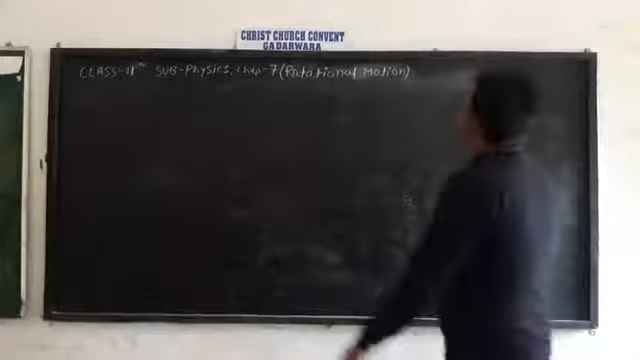 CHRIST CHURCH CONVENT
GADARWARA
CLASS-11th SUB-Physics, Chap-7 (Rotational Motion)